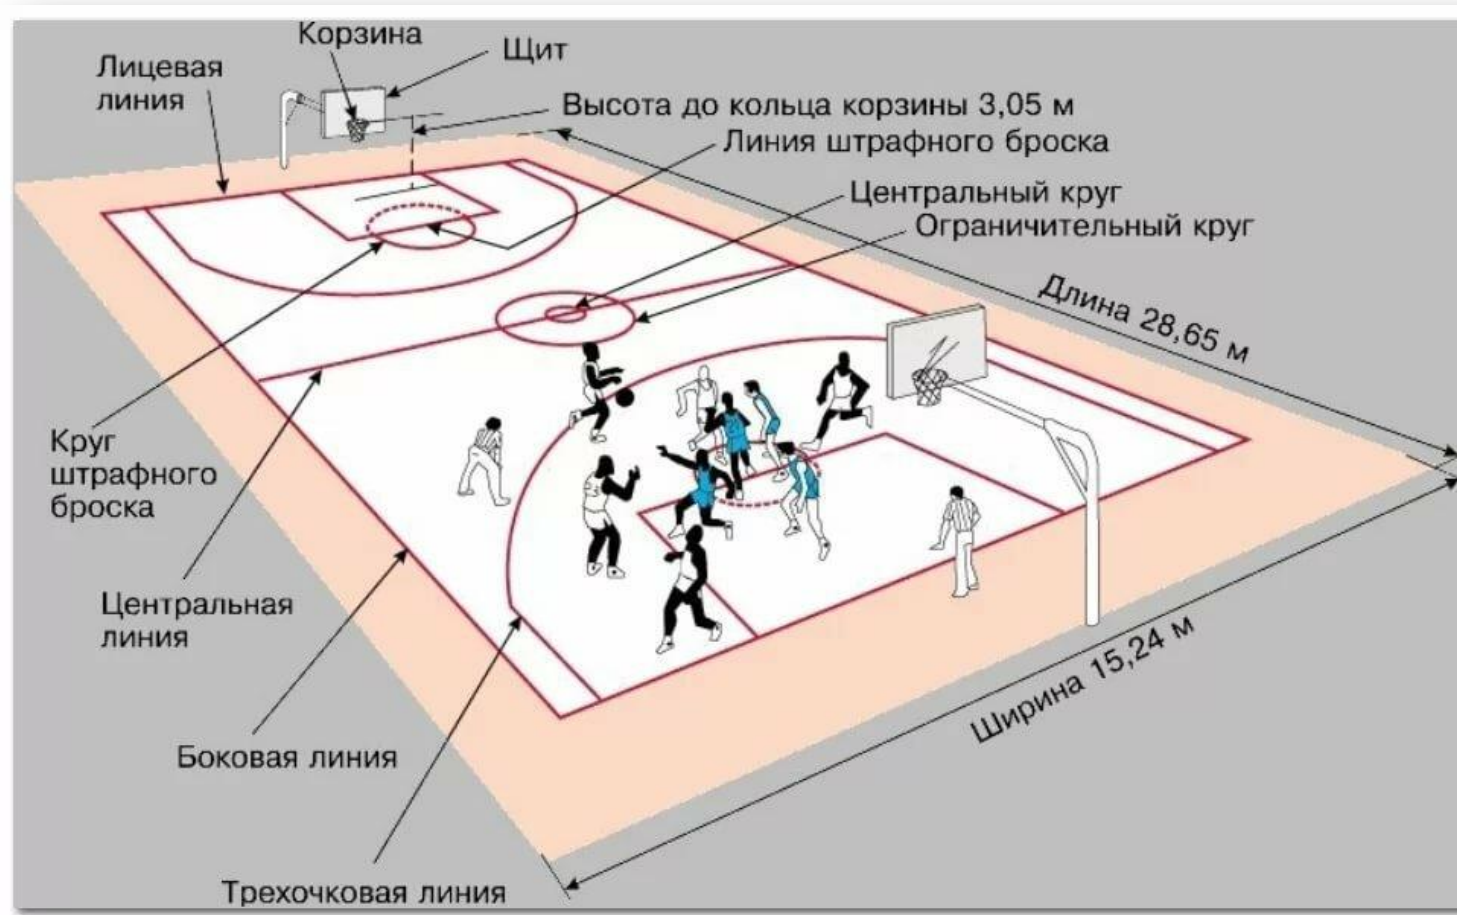 Корзина
Щит
Лицевая
линия
Высота до кольца корзины 3,05 м
Линия штрафного броска
Центральный круг
Ограничительный круг
Длина 28,65 м
Круг
штрафного
броска
Центральная
линия
Ширина 15,24 м
Боковая линия
Трехочковая линия